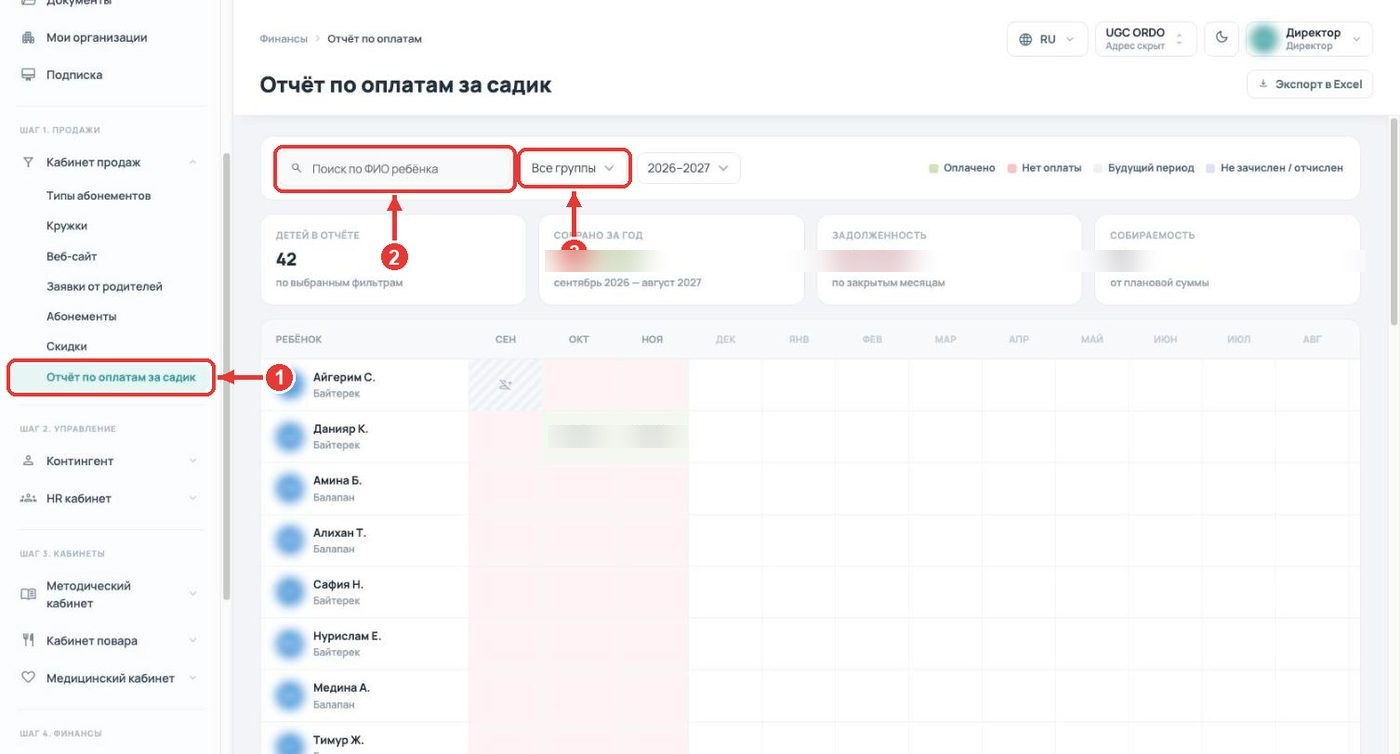 Документы
Мои организации
Подписка
ШАГ 1. ПРОДАЖИ
Кабинет продаж
Типы абонементов
Кружки
Веб-сайт
Заявки от родителей
Абонементы
Скидки
Отчёт по оплатам за садик
ШАГ 2. УПРАВЛЕНИЕ
Контингент
HR кабинет
ШАГ 3. КАБИНЕТЫ
Методический
кабинет
Кабинет повара
Медицинский кабинет
ШАГ 4. ФИНАНСЫ
Финансы > Отчёт по оплатам
RU
UGC ORDO
Адрес скрыт
Директор
Директор
Отчёт по оплатам за садик
Экспорт в Excel
Поиск по ФИО ребёнка
Все группы
2026–2027
Оплачено
Нет оплаты
Будущий период
Не зачислен / отчислен
1
2
ДЕТЕЙ В ОТЧЁТЕ
42
по выбранным фильтрам
СОБРАНО ЗА ГОД
сентябрь 2026 — август 2027
ЗАДОЛЖЕННОСТЬ
по закрытым месяцам
СОБИРАЕМОСТЬ
от плановой суммы
РЕБЁНОК СЕН ОКТ НОЯ ДЕК ЯНВ ФЕВ МАР АПР МАЙ ИЮН ИЮЛ АВГ
Айгерим С.
Байтерек
Данияр К.
Байтерек
Амина Б.
Балапан
Алихан Т.
Балапан
Сафия Н.
Байтерек
Нурислам Е.
Байтерек
Медина А.
Балапан
Тимур Ж.